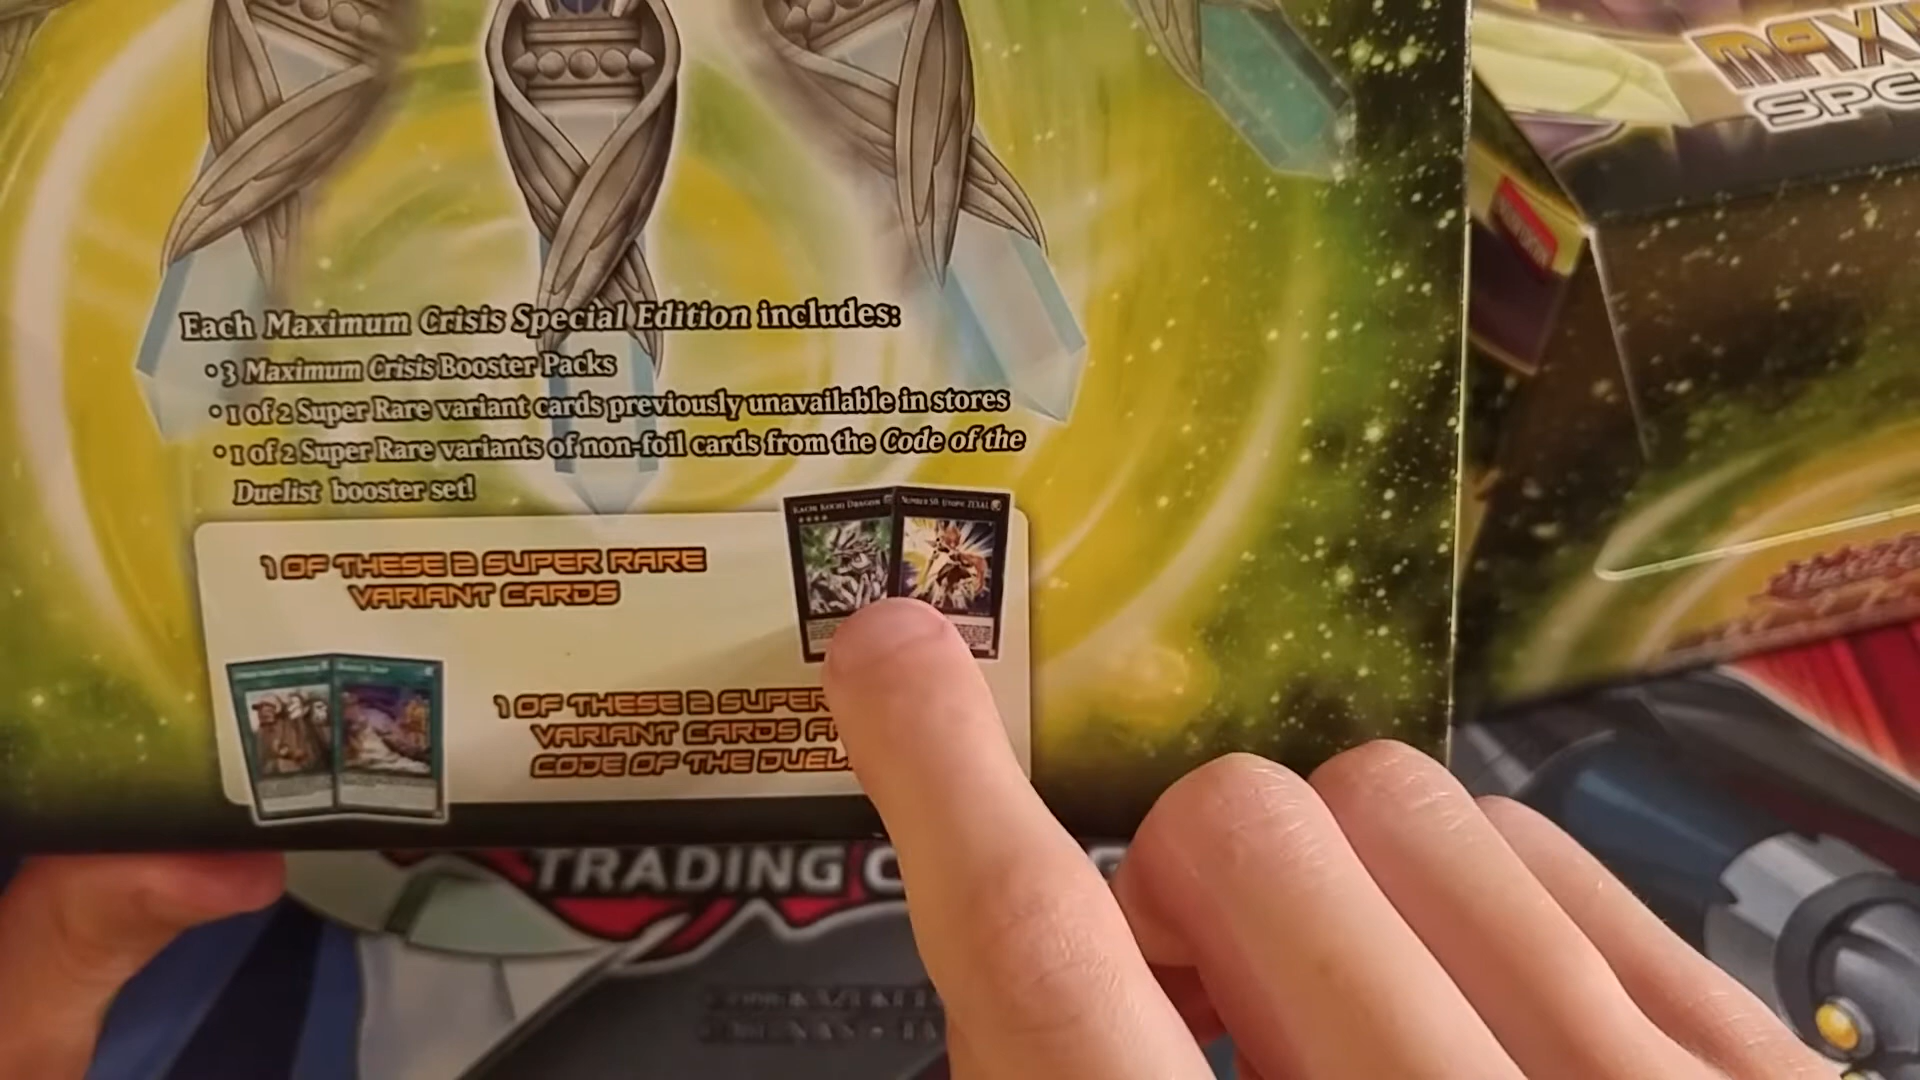 MAX
SPE
Each Maximum Crisis Special Edition includes:
• 3 Maximum Crisis Booster Packs
• 1 of 2 Super Rare variant cards previously unavailable in stores
• 1 of 2 Super Rare variants of non-foil cards from the Code of the
Duelist booster set!
KACHI KOCHI DRAGON
NUMBER S0: UTOPIC ZEXAL
1 OF THESE 2 SUPER RARE
VARIANT CARDS
1 OF THESE 2 SUPER
VARIANT CARDS
CODE OF THE DUEL
TRADING C